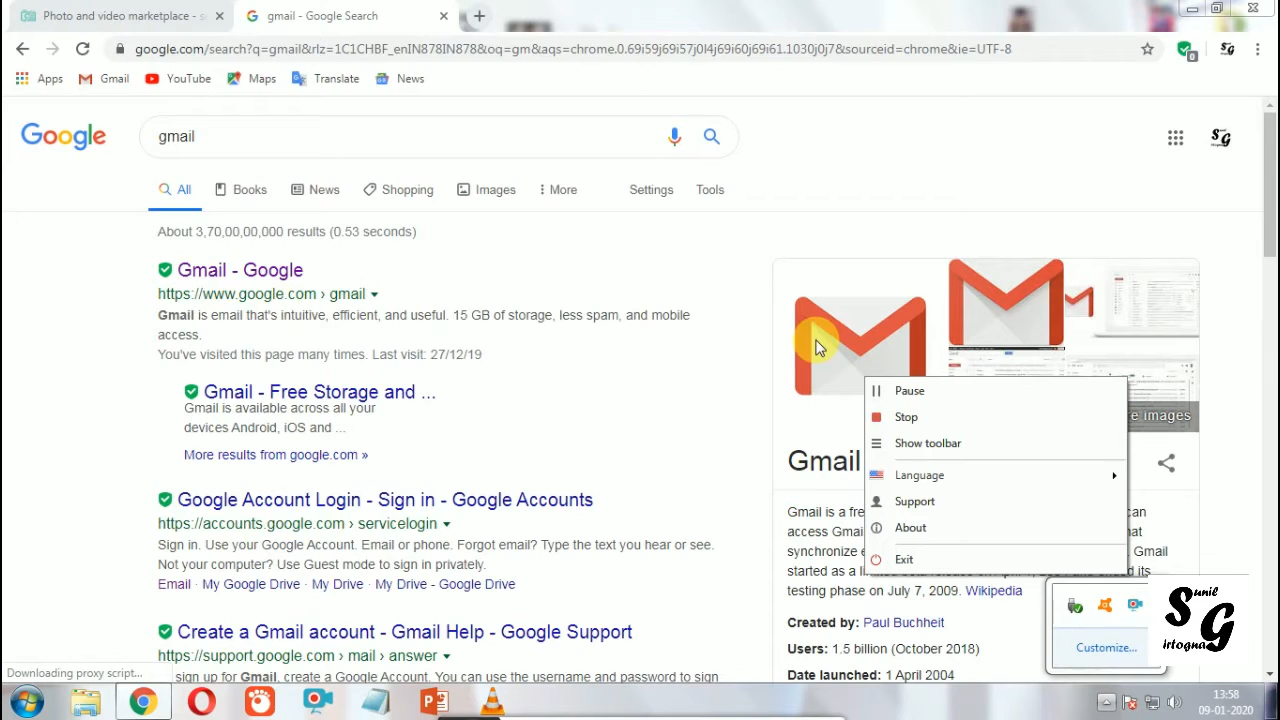 Photo and video marketplace - s
gmail - Google Search
google.com/search?q=gmail&rlz=1C1CHBF_enIN878IN878&oq=gm&aqs=chrome.0.69i59j69i57j0l4j69i60j69i61.1030j0j7&sourceid=chrome&ie=UTF-8
0
SG
Apps
Gmail
YouTube
Maps
Translate
News
Google
gmail
SG
All
Books
News
Shopping
Images
More
Settings
Tools
About 3,70,00,00,000 results (0.53 seconds)
Gmail - Google
https://www.google.com › gmail
Gmail is email that's intuitive, efficient, and useful. 15 GB of storage, less spam, and mobile
access.
You've visited this page many times. Last visit: 27/12/19
Gmail - Free Storage and ...
Gmail is available across all your
devices Android, iOS and ...
More results from google.com »
Google Account Login - Sign in - Google Accounts
https://accounts.google.com › servicelogin
Sign in. Use your Google Account. Email or phone. Forgot email? Type the text you hear or see.
Not your computer? Use Guest mode to sign in privately.
Email · My Google Drive · My Drive · My Drive - Google Drive
Create a Gmail account - Gmail Help - Google Support
https://support.google.com › mail › answer
sign up for Gmail, create a Google Account. You can use the username and password to sign
Downloading proxy script...
e images
Gmail
Gmail is a fre
can
access Gmai
synchronize e
Gmail
started as a li
d its
testing phase on July 7, 2009. Wikipedia
Created by: Paul Buchheit
Users: 1.5 billion (October 2018)
Date launched: 1 April 2004
Pause
Stop
Show toolbar
Language
Support
About
Exit
Customize...
Sunil
Girtogna
13:58
09-01-2020